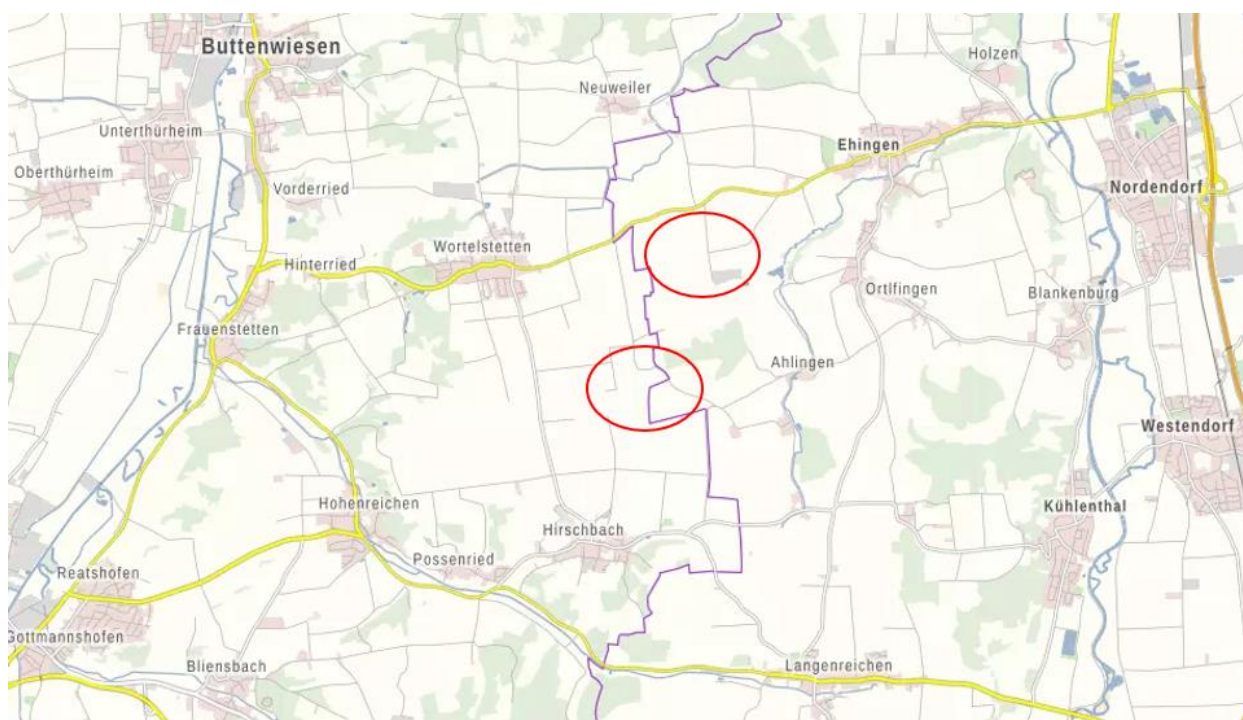 Buttenwiesen
Holzen
Neuweiler
Unterthürheim
Ehingen
Oberthürheim
Vorderried
Nordendorf
Wortelstetten
Hinterried
Ortlfingen
Blankenburg
Frauenstetten
Ahlingen
Westendorf
Hohenreichen
Kühlenthal
Hirschbach
Possenried
Reatshofen
Gottmannshofen
Bliensbach
Langenreichen